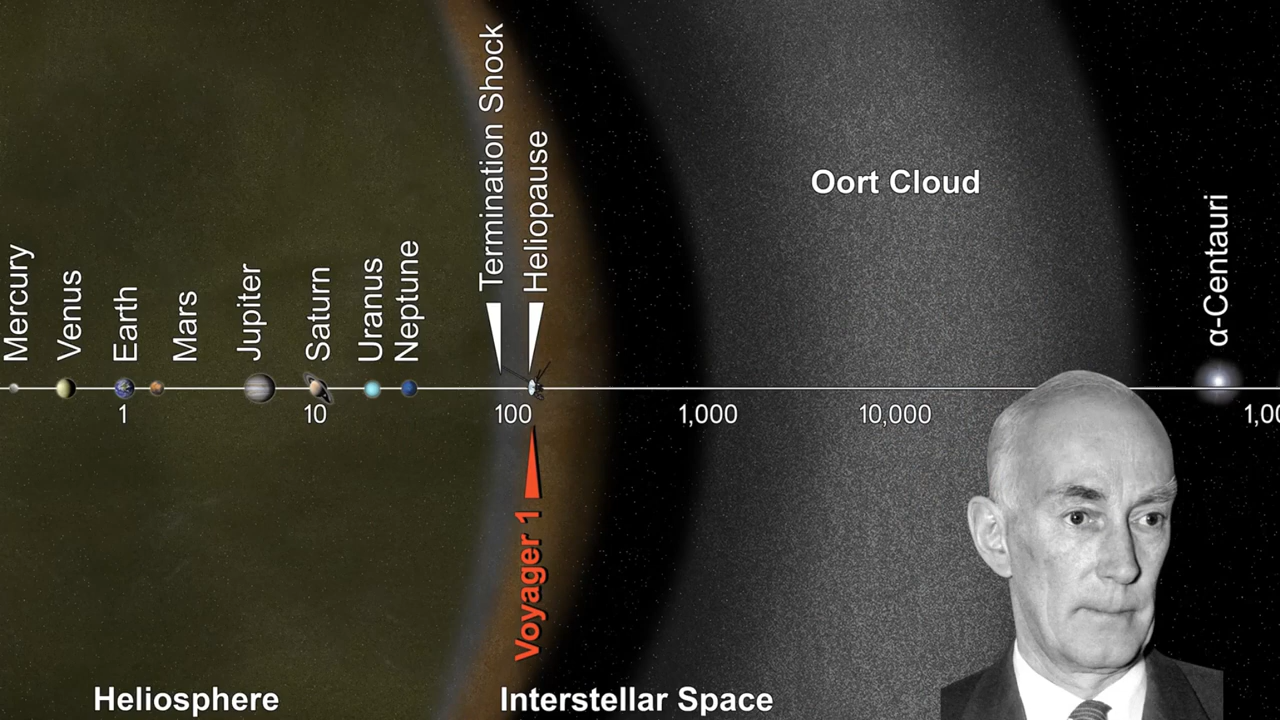 Mercury
Venus
Earth
Mars
Jupiter
Saturn
Uranus
Neptune
Termination Shock
Heliopause
Oort Cloud
α-Centauri
1
10
100
1,000
10,000
Voyager 1
Heliosphere
Interstellar Space